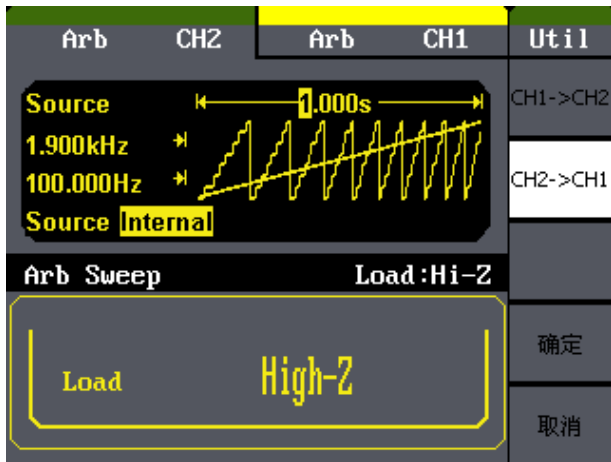 Arb CH2 Arb CH1 Util
Source 1.000s
1.900kHz
100.000Hz
Source Internal
Arb Sweep Load:Hi-Z
Load High-Z
CH1->CH2
CH2->CH1
确定
取消